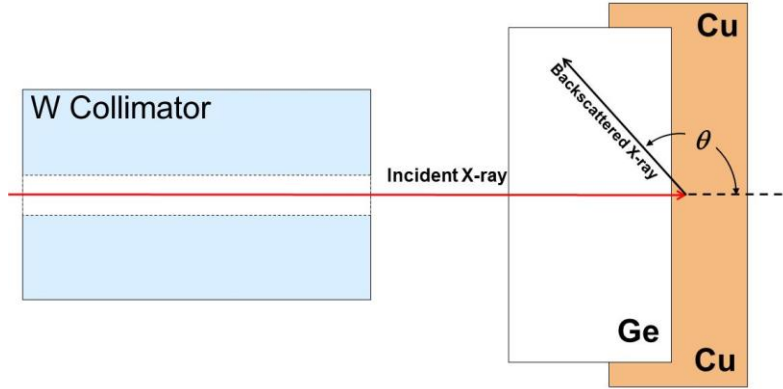 Cu
W Collimator
Backscattered X-ray
θ
Incident X-ray
Ge
Cu